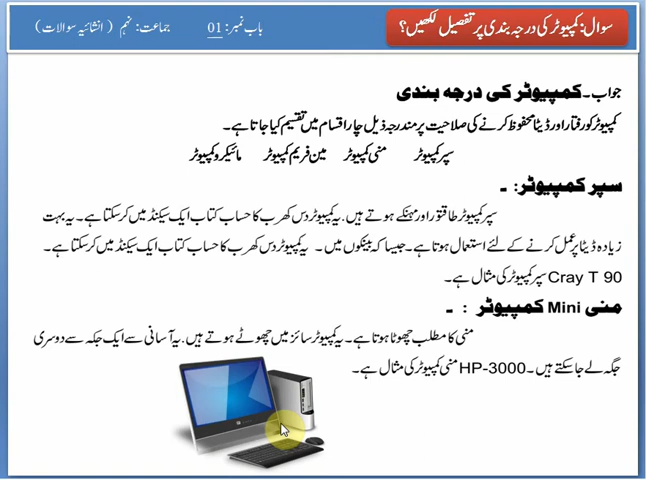 سوال: کمپیوٹر کی درجہ بندی پر تفصیل لکھیں؟
باب نمبر: 01
جماعت: نہم ( انشائیہ سوالات )
جواب۔ کمپیوٹر کی درجہ بندی
کمپیوٹر کو رفتار اور ڈیٹا محفوظ کرنے کی صلاحیت پر مندرجہ ذیل چار اقسام میں تقسیم کیا جاتا ہے۔
سپر کمپیوٹر منی کمپیوٹر مین فریم کمپیوٹر مائیکرو کمپیوٹر
سپر کمپیوٹر: ۔
سپر کمپیوٹر طاقتور اور مہنگے ہوتے ہیں. یہ کمپیوٹر دس کھرب کا حساب کتاب ایک سیکنڈ میں کر سکتا ہے۔ یہ بہت
زیادہ ڈیٹا پر عمل کرنے کے لئے استعمال ہوتا ہے۔ جیسا کہ بینکوں میں ۔ یہ کمپیوٹر دس کھرب کا حساب کتاب ایک سیکنڈ میں کر سکتا ہے۔
Cray T 90 سپر کمپیوٹر کی مثال ہے۔
منی Mini کمپیوٹر : ۔
منی کا مطلب چھوٹا ہوتا ہے۔ یہ کمپیوٹر سائز میں چھوٹے ہوتے ہیں. یہ آسانی سے ایک جگہ سے دوسری
جگہ لے جا سکتے ہیں ۔ HP-3000 منی کمپیوٹر کی مثال ہے۔